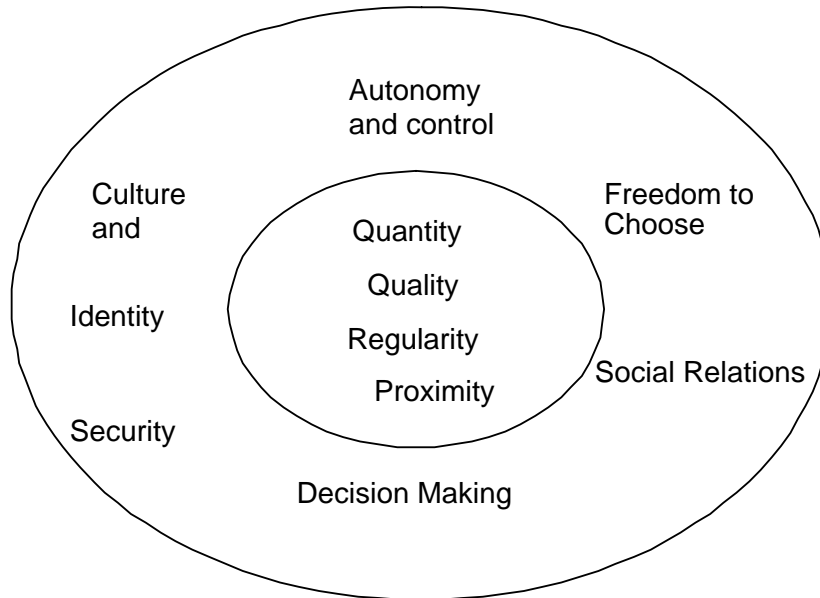 Autonomy
and control
Culture
and
Freedom to
Choose
Quantity
Quality
Identity
Regularity
Social Relations
Proximity
Security
Decision Making